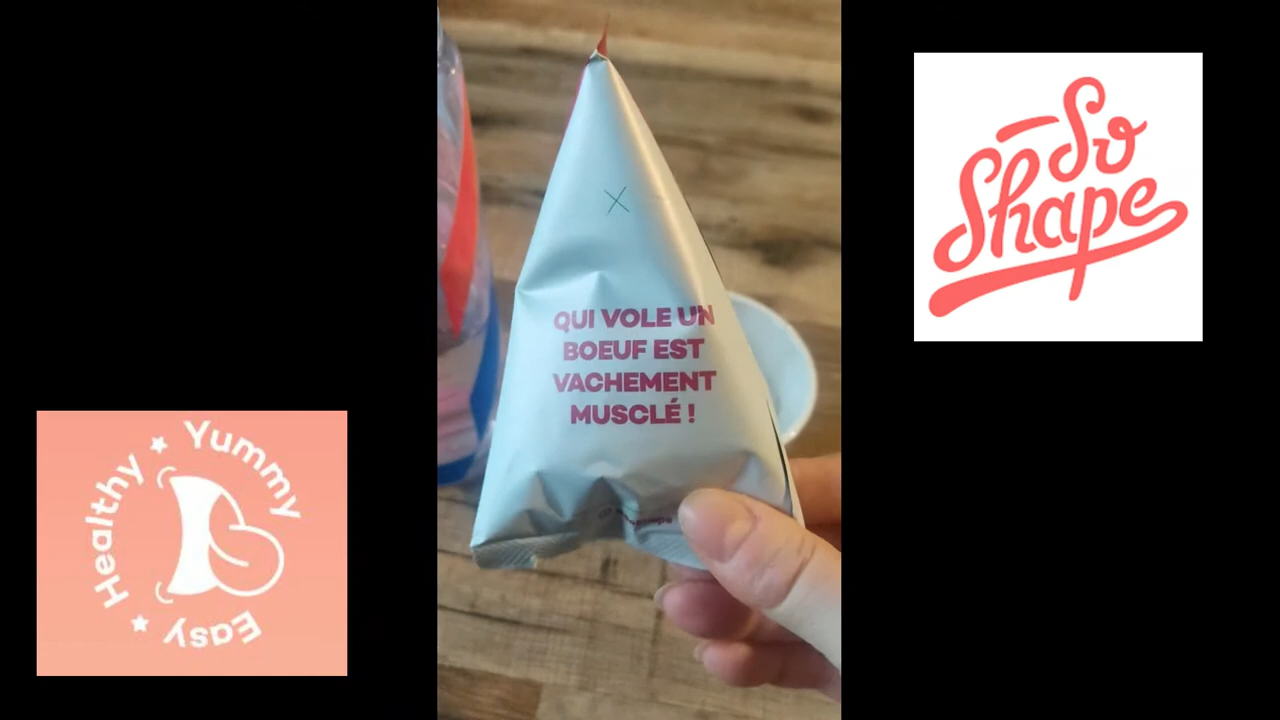 So
Shape
QUI VOLE UN
BOEUF EST
VACHEMENT
MUSCLÉ !
Healthy ★ Yummy
★ Easy